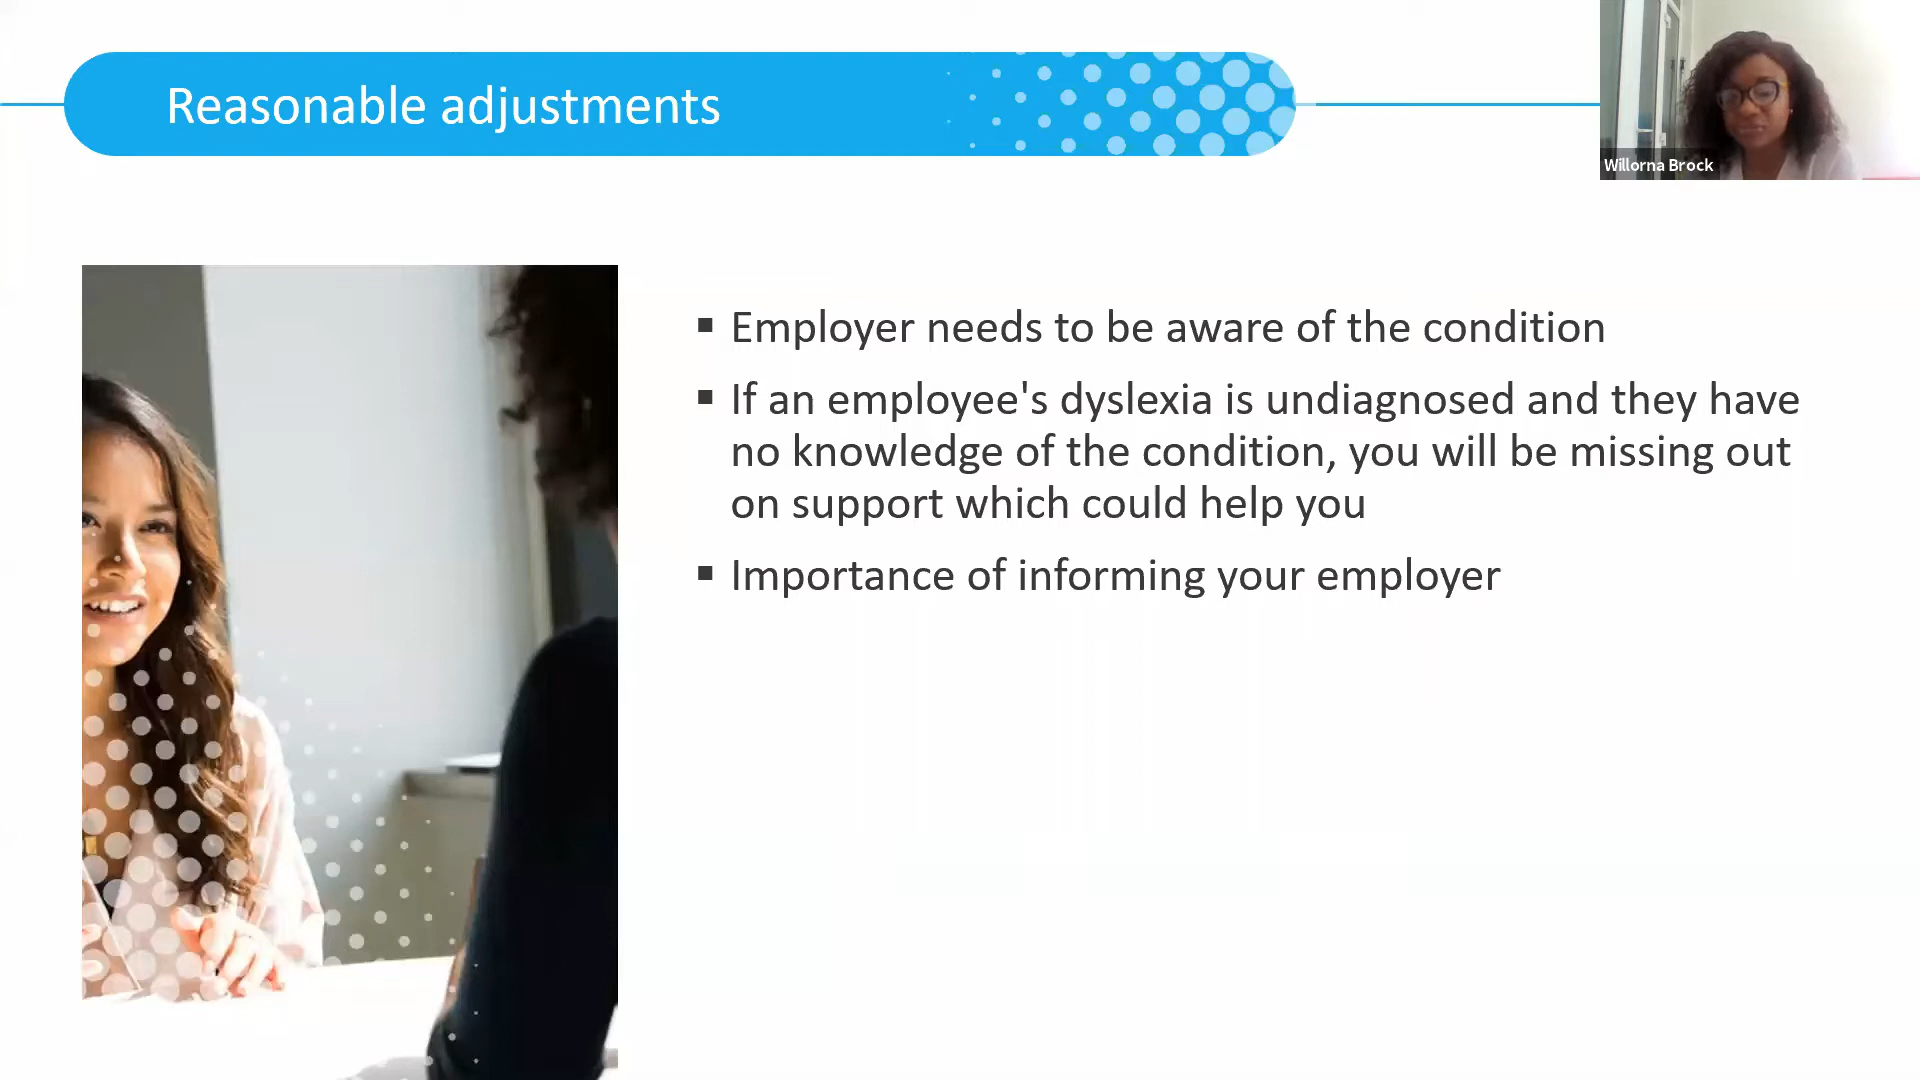 Reasonable adjustments
Willorna Brock
▪ Employer needs to be aware of the condition
▪ If an employee's dyslexia is undiagnosed and they have
no knowledge of the condition, you will be missing out
on support which could help you
▪ Importance of informing your employer